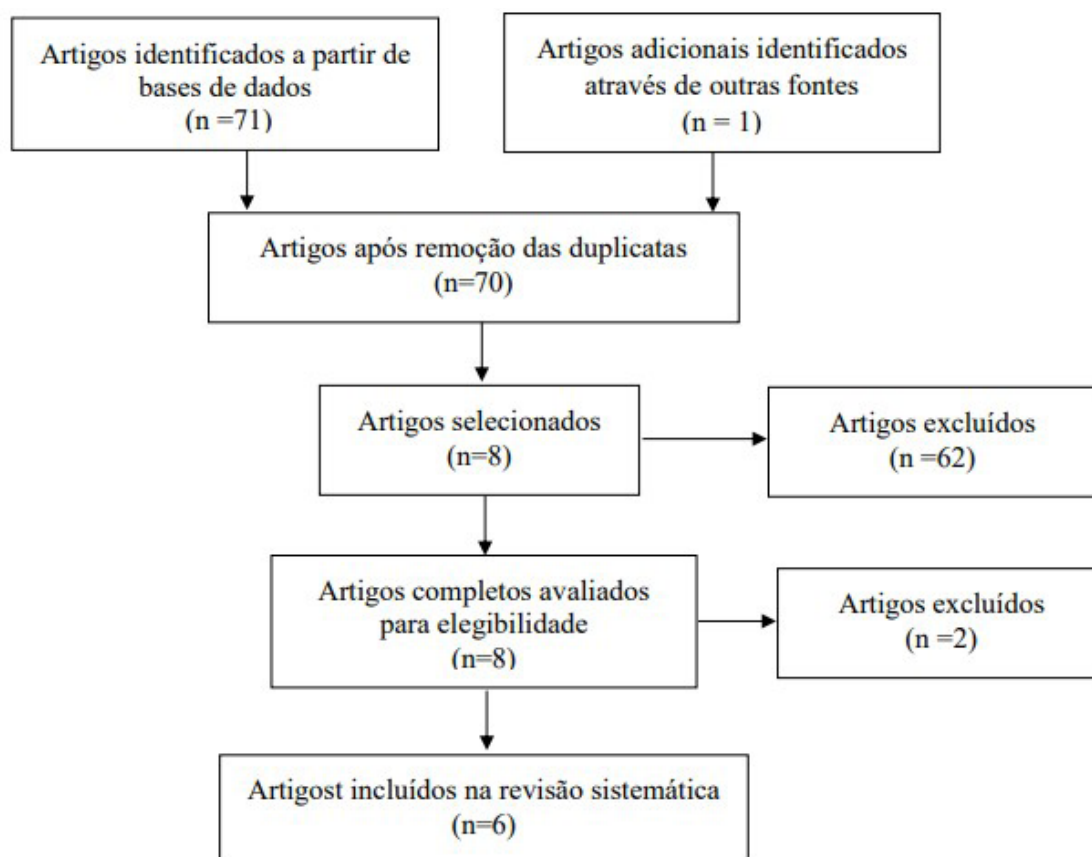 Artigos identificados a partir de
bases de dados
(n =71)
Artigos adicionais identificados
através de outras fontes
(n = 1)
Artigos após remoção das duplicatas
(n=70)
Artigos selecionados
(n=8)
Artigos excluídos
(n =62)
Artigos completos avaliados
para elegibilidade
(n=8)
Artigos excluídos
(n =2)
Artigost incluídos na revisão sistemática
(n=6)